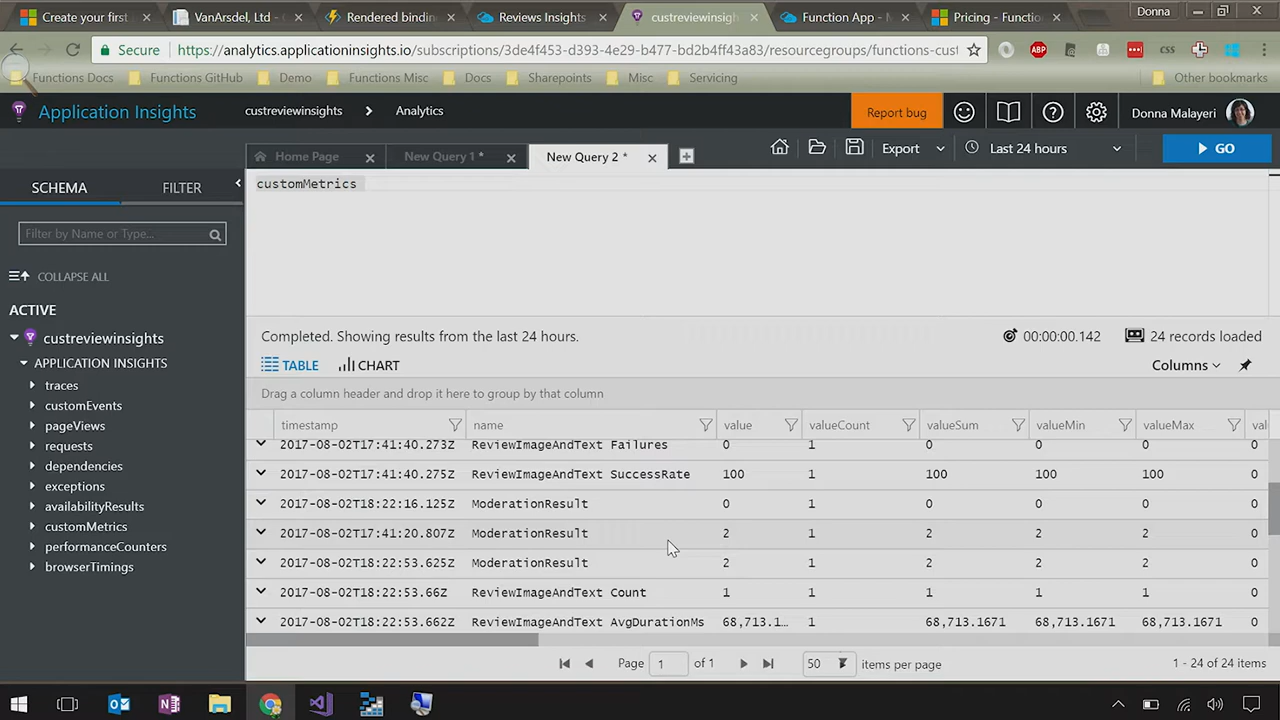 Create your first
VanArsdel, Ltd -
Rendered bindin
Reviews Insights
custreviewinsigh
Function App - M
Pricing - Functio
Donna
Secure
https://analytics.applicationinsights.io/subscriptions/3de4f453-d393-4e29-b477-bd2b4ff43a83/resourcegroups/functions-cust
ABP
CSS
Functions Docs
Functions GitHub
Demo
Functions Misc
Docs
Sharepoints
Misc
Servicing
Other bookmarks
Application Insights
custreviewinsights
Analytics
Report bug
Donna Malayeri
Home Page
New Query 1 *
New Query 2 *
Export
Last 24 hours
GO
SCHEMA
FILTER
customMetrics
Filter by Name or Type...
COLLAPSE ALL
ACTIVE
custreviewinsights
APPLICATION INSIGHTS
traces
customEvents
pageViews
requests
dependencies
exceptions
availabilityResults
customMetrics
performanceCounters
browserTimings
Completed. Showing results from the last 24 hours.
00:00:00.142
24 records loaded
TABLE
CHART
Columns
Drag a column header and drop it here to group by that column
timestamp name value valueCount valueSum valueMin valueMax val
2017-08-02T17:41:40.273Z ReviewImageAndText Failures 0 1 0 0 0 0
2017-08-02T17:41:40.275Z ReviewImageAndText SuccessRate 100 1 100 100 100 0
2017-08-02T18:22:16.125Z ModerationResult 0 1 0 0 0 0
2017-08-02T17:41:20.807Z ModerationResult 2 1 2 2 2 0
2017-08-02T18:22:53.625Z ModerationResult 2 1 2 2 2 0
2017-08-02T18:22:53.66Z ReviewImageAndText Count 1 1 1 1 1 0
2017-08-02T18:22:53.662Z ReviewImageAndText AvgDurationMs 68,713.1... 1 68,713.1671 68,713.1671 68,713.1671 0
Page 1 of 1
50 items per page
1 - 24 of 24 items